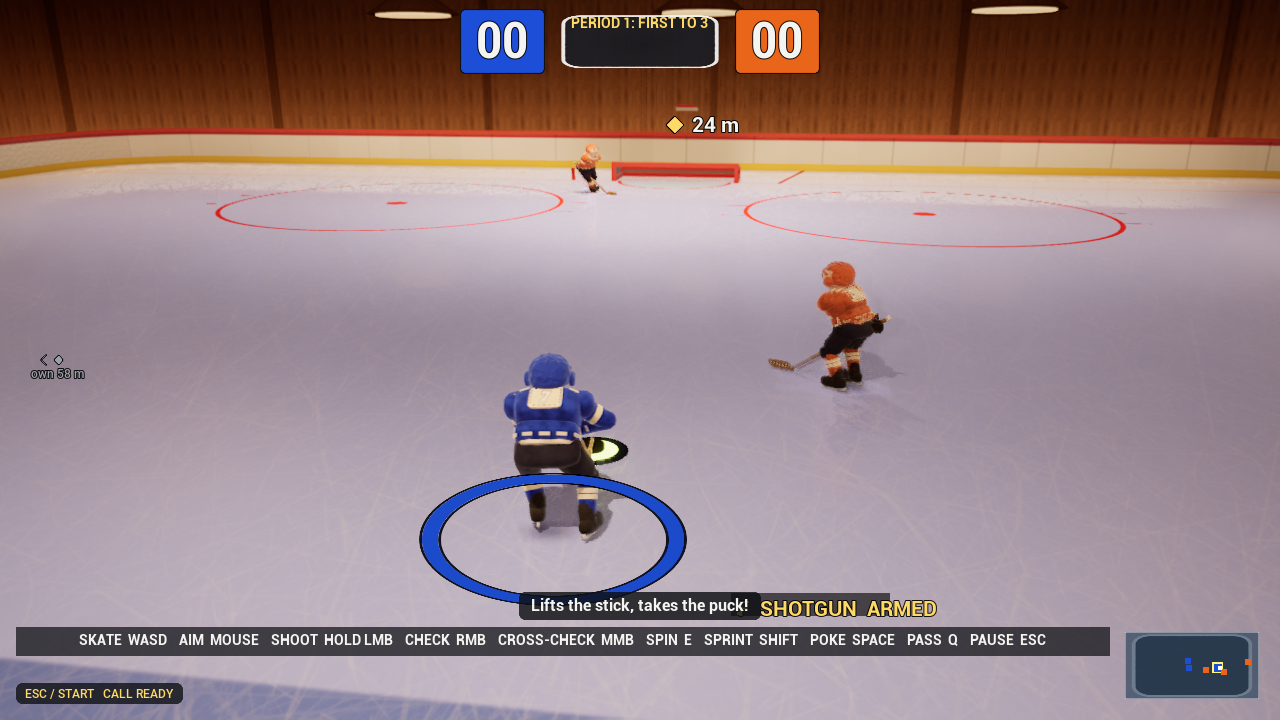 00
PERIOD 1: FIRST TO 3
00
24 m
own 58 m
Lifts the stick, takes the puck!
SHOTGUN ARMED
SKATE WASD AIM MOUSE SHOOT HOLD LMB CHECK RMB CROSS-CHECK MMB SPIN E SPRINT SHIFT POKE SPACE PASS Q PAUSE ESC
ESC / START CALL READY